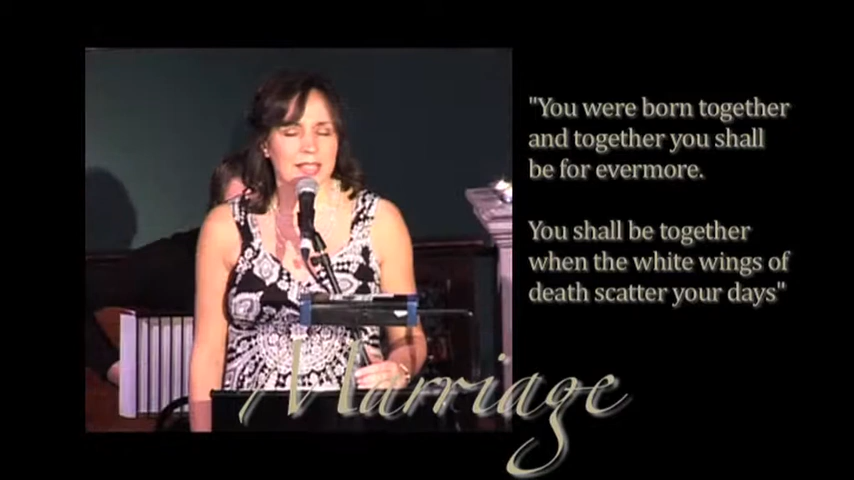 "You were born together
and together you shall
be for evermore.
You shall be together
when the white wings of
death scatter your days"
Marriage